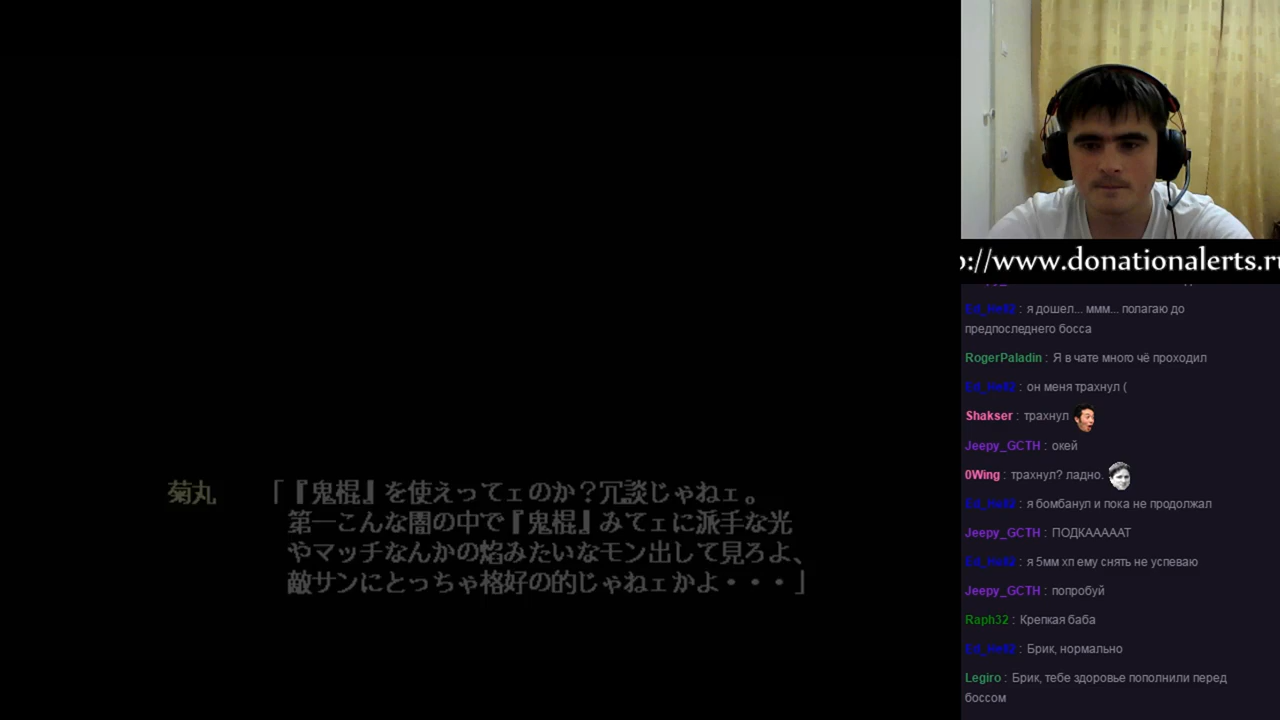 菊丸 「『鬼棍』を使えってェのか？冗談じゃねェ。
第一こんな闇の中で『鬼棍』みてェに派手な光
やマッチなんかの焰みたいなモン出して見ろよ、
敵サンにとっちゃ格好の的じゃねェかよ・・・」
://www.donationalerts.ru
: я дошел... ммм... полагаю до
предпоследнего босса
RogerPaladin : Я в чате много чё проходил
: он меня трахнул (
Shakser : трахнул
Jeepy_GCTH : окей
0Wing : трахнул? ладно.
: я бомбанул и пока не продолжал
Jeepy_GCTH : ПОДКАААААТ
: я 5мм хп ему снять не успеваю
Jeepy_GCTH : попробуй
Raph32 : Крепкая баба
: Брик, нормально
Legiro : Брик, тебе здоровье пополнили перед
боссом